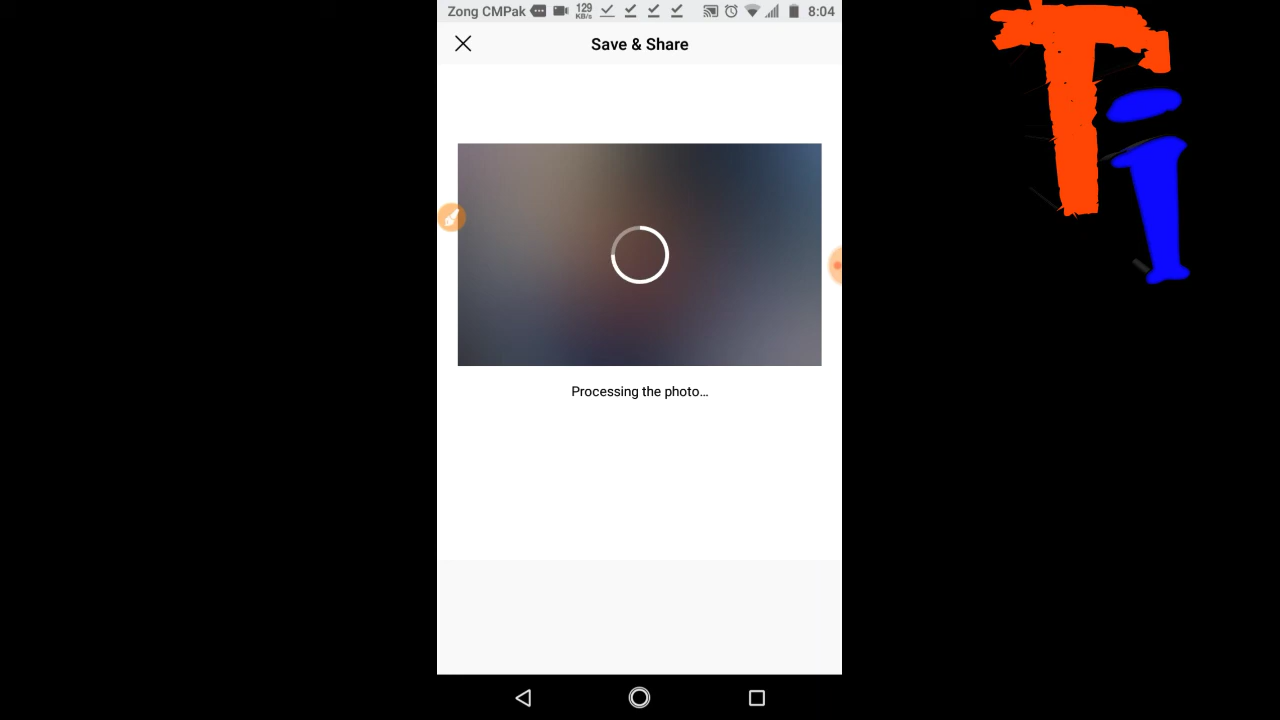 Zong CMPak 129 KB/s 8:04
Save & Share
Processing the photo...
Ti